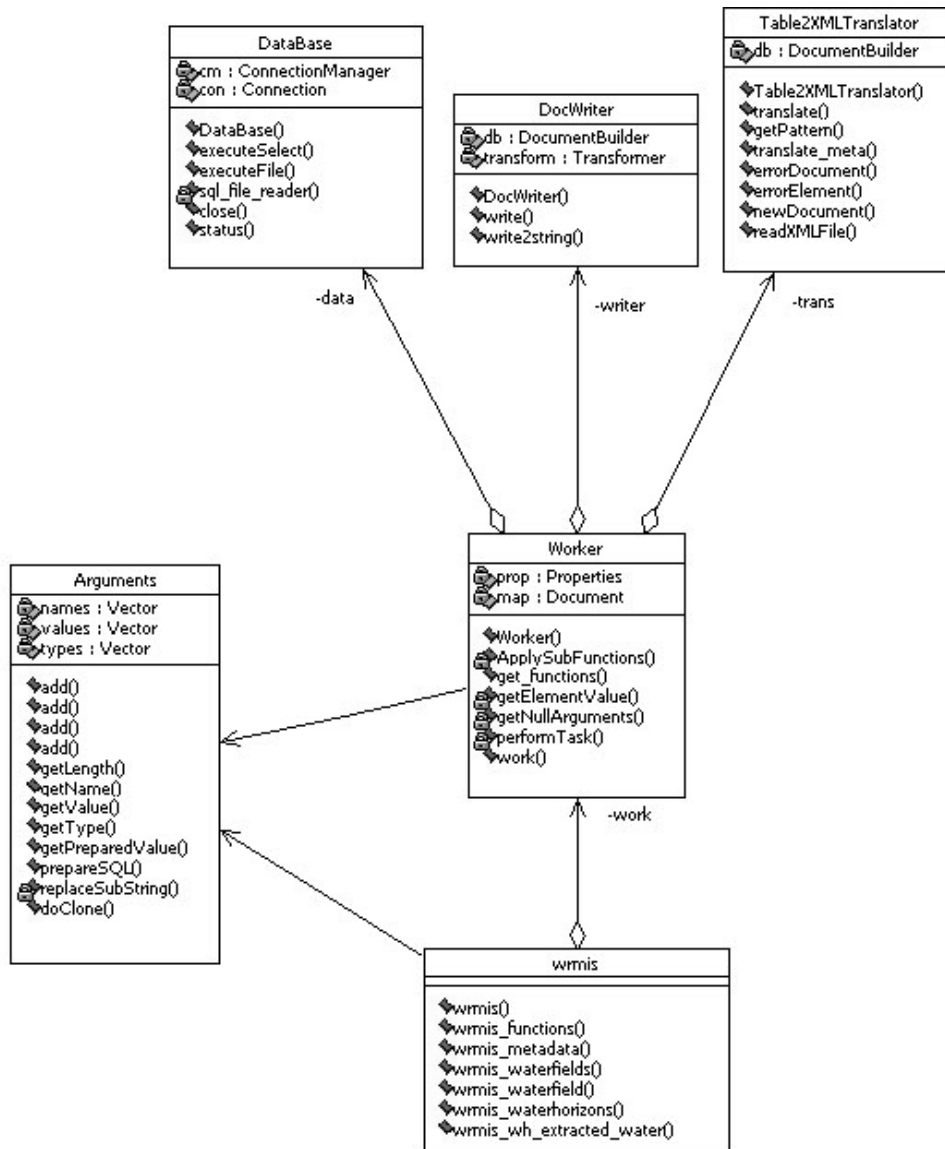 DataBase
cm : ConnectionManager
con : Connection
DataBase()
executeSelect()
executeFile()
sql_file_reader()
close()
status()
DocWriter
db : DocumentBuilder
transform : Transformer
DocWriter()
write()
write2string()
Table2XMLTranslator
db : DocumentBuilder
Table2XMLTranslator()
translate()
getPattern()
translate_meta()
errorDocument()
errorElement()
newDocument()
readXMLFile()
-data
-writer
-trans
Arguments
names : Vector
values : Vector
types : Vector
add()
add()
add()
add()
getLength()
getName()
getValue()
getType()
getPreparedValue()
prepareSQL()
replaceSubString()
doClone()
Worker
prop : Properties
map : Document
Worker()
ApplySubFunctions()
get_functions()
getElementValue()
getNullArguments()
performTask()
work()
-work
wrmis
wrmis()
wrmis_functions()
wrmis_metadata()
wrmis_waterfields()
wrmis_waterfield()
wrmis_waterhorizons()
wrmis_wh_extracted_water()